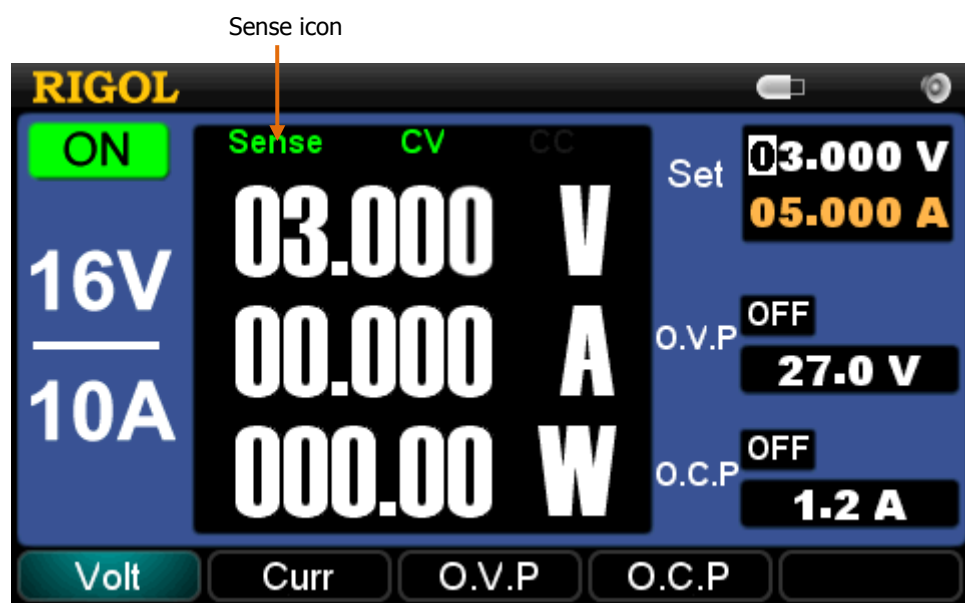 Sense icon
RIGOL
ON
16V
10A
Sense CV CC
03.000 V
00.000 A
000.00 W
Set 03.000 V
05.000 A
O.V.P OFF
27.0 V
O.C.P OFF
1.2 A
Volt Curr O.V.P O.C.P